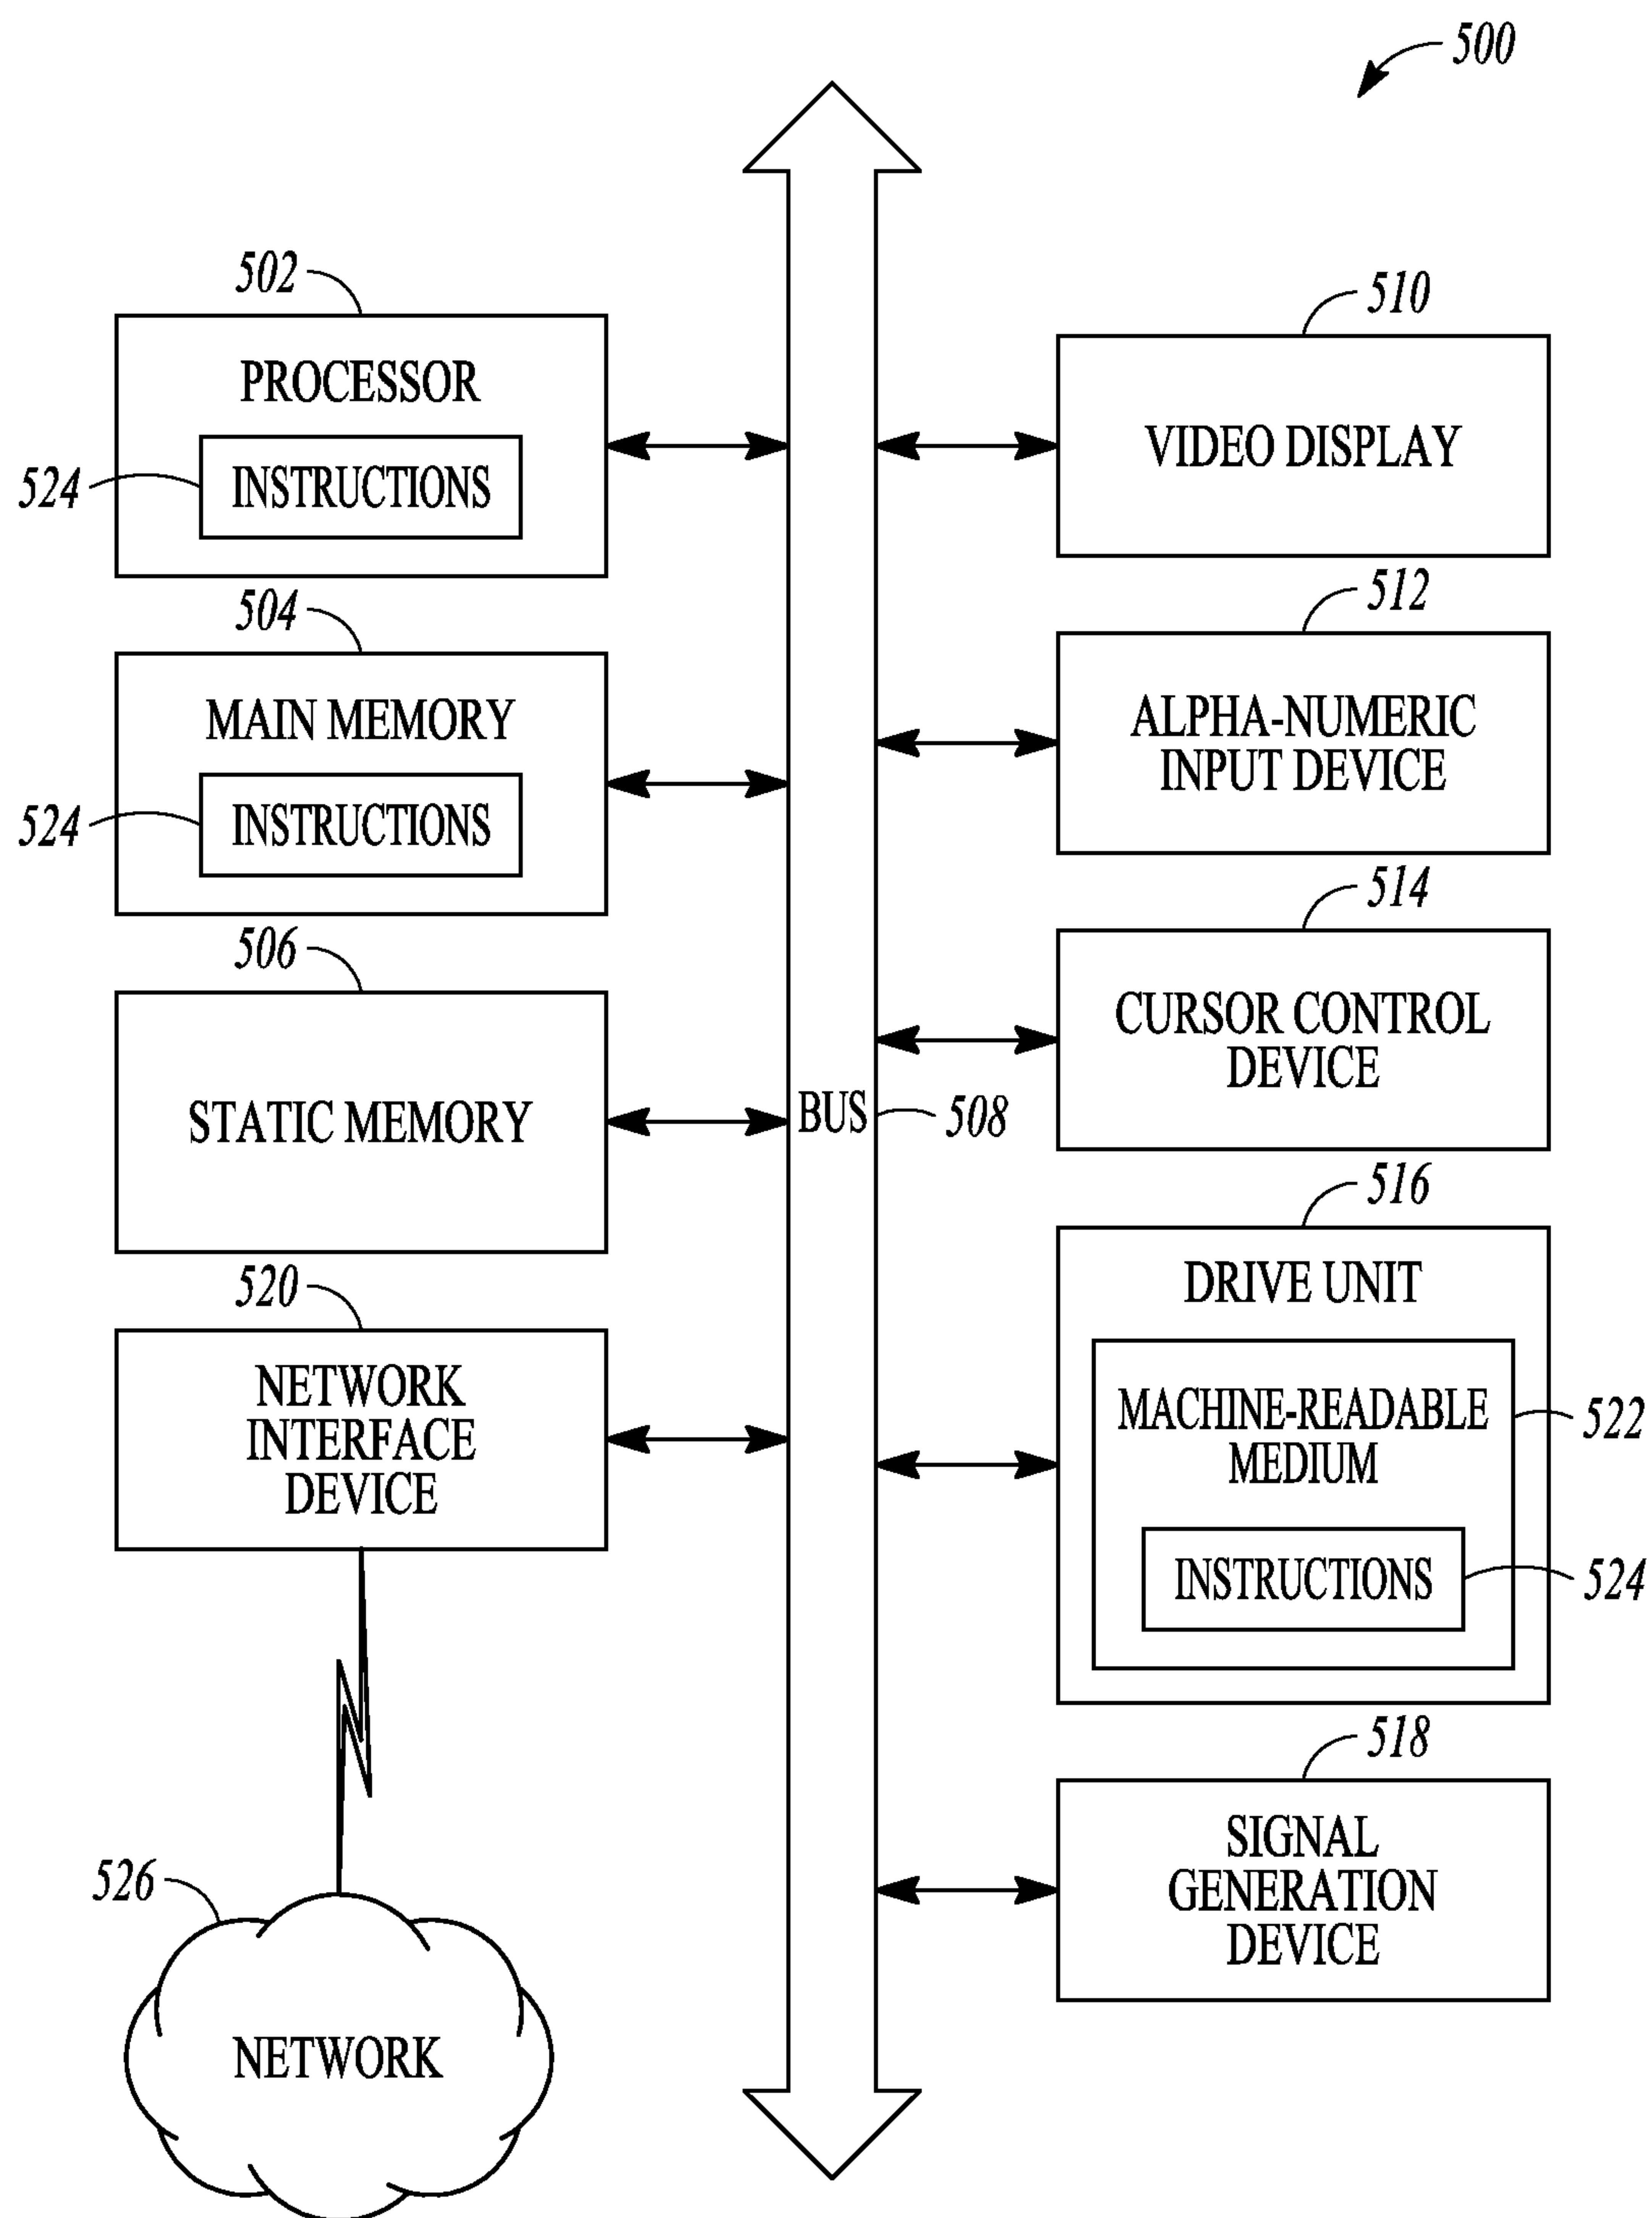 500
502
PROCESSOR
524
INSTRUCTIONS
504
MAIN MEMORY
524
INSTRUCTIONS
506
STATIC MEMORY
520
NETWORK
INTERFACE
DEVICE
526
NETWORK
BUS
508
510
VIDEO DISPLAY
512
ALPHA-NUMERIC
INPUT DEVICE
514
CURSOR CONTROL
DEVICE
516
DRIVE UNIT
MACHINE-READABLE
MEDIUM
522
INSTRUCTIONS
524
518
SIGNAL
GENERATION
DEVICE